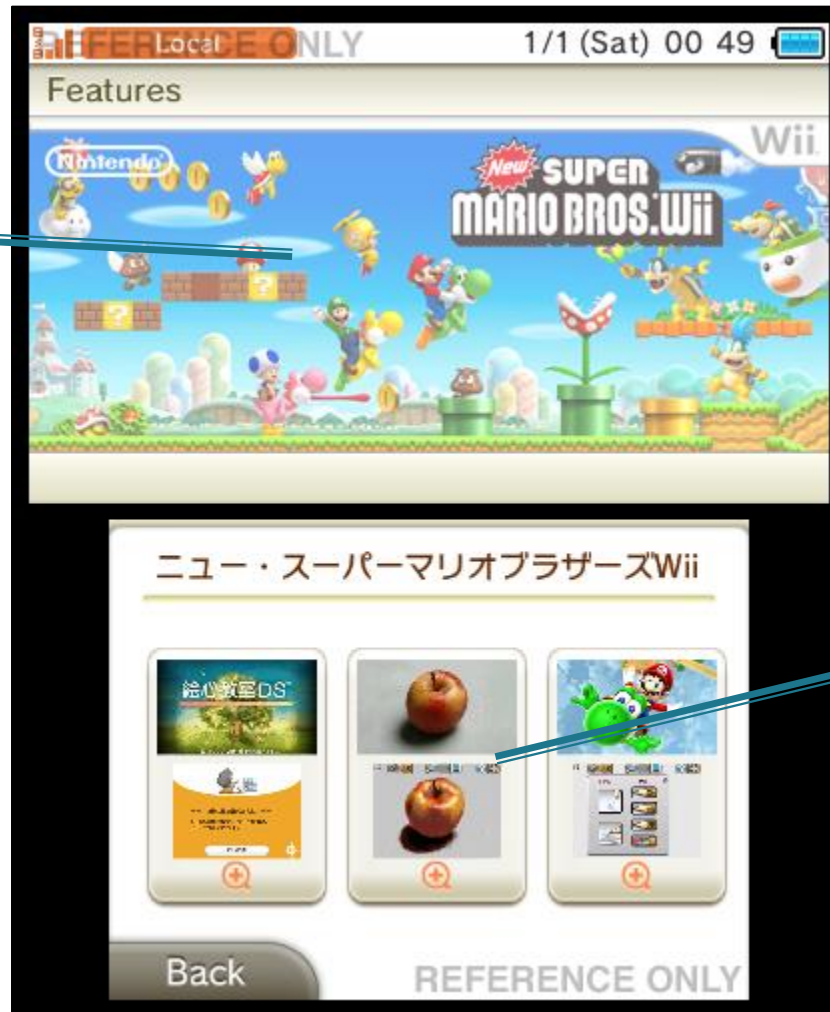 REFERENCE ONLY
Local
1/1 (Sat) 00 49
Features
Wii
Nintendo
New SUPER
MARIO BROS. Wii
ニュー・スーパーマリオブラザーズWii
絵心教室DS
Back
REFERENCE ONLY